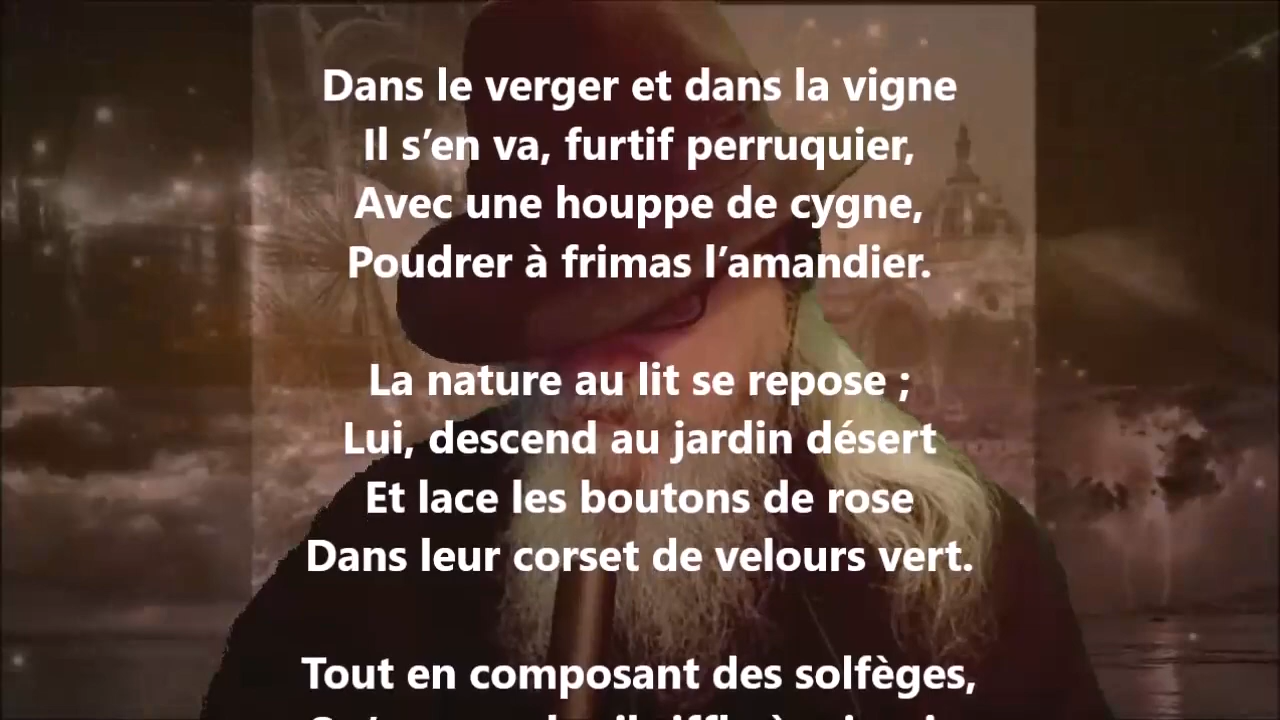 Dans le verger et dans la vigne
Il s’en va, furtif perruquier,
Avec une houppe de cygne,
Poudrer à frimas l’amandier.
La nature au lit se repose ;
Lui, descend au jardin désert
Et lace les boutons de rose
Dans leur corset de velours vert.
Tout en composant des solfèges,